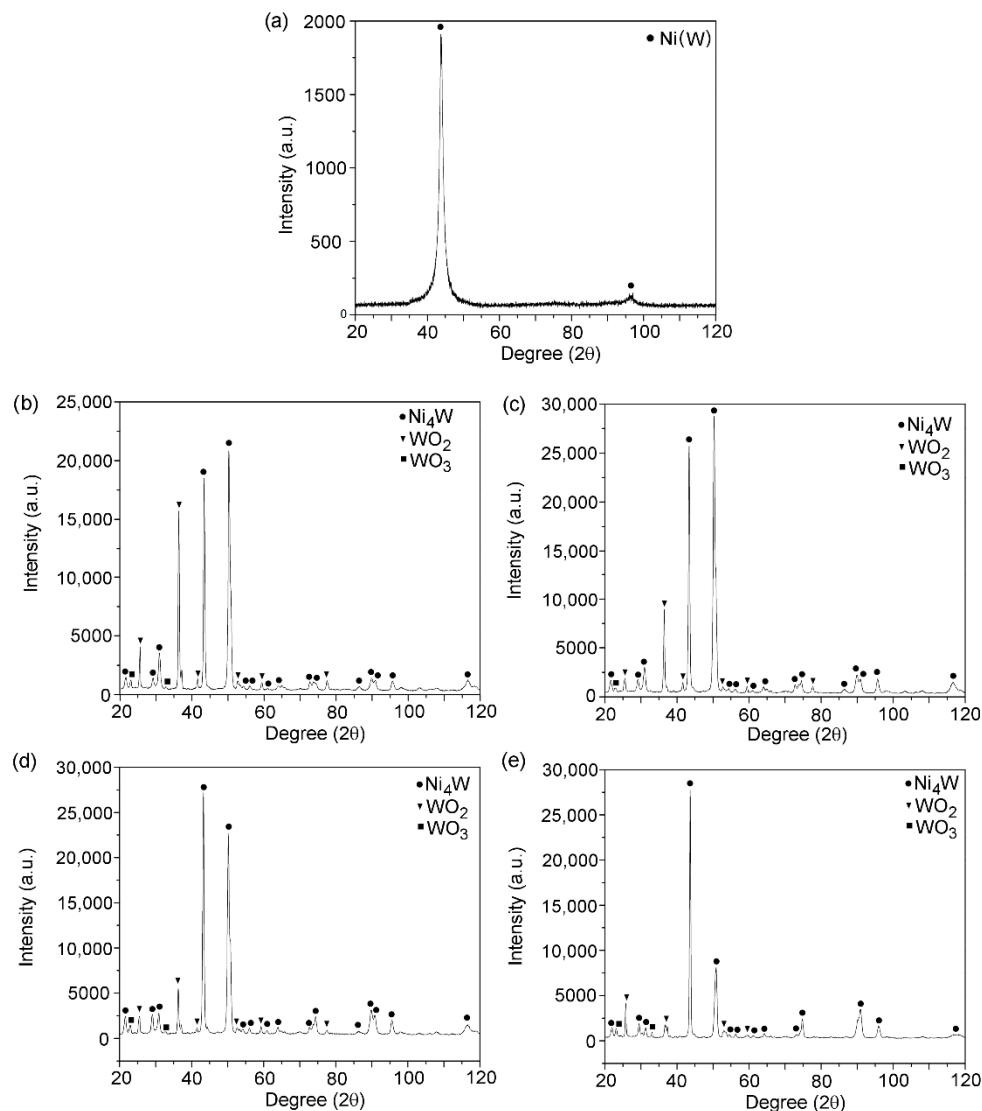 (a)
2000
1500
1000
500
0
Intensity (a.u.)
● Ni(W)
20 40 60 80 100 120
Degree (2θ)
(b)
25,000
20,000
15,000
10,000
5000
0
Intensity (a.u.)
● Ni₄W
▼ WO₂
■ WO₃
20 40 60 80 100 120
Degree (2θ)
(c)
30,000
25,000
20,000
15,000
10,000
5000
0
Intensity (a.u.)
● Ni₄W
▼ WO₂
■ WO₃
20 40 60 80 100 120
Degree (2θ)
(d)
30,000
25,000
20,000
15,000
10,000
5000
0
Intensity (a.u.)
● Ni₄W
▼ WO₂
■ WO₃
20 40 60 80 100 120
Degree (2θ)
(e)
30,000
25,000
20,000
15,000
10,000
5000
0
Intensity (a.u.)
● Ni₄W
▼ WO₂
■ WO₃
20 40 60 80 100 120
Degree (2θ)